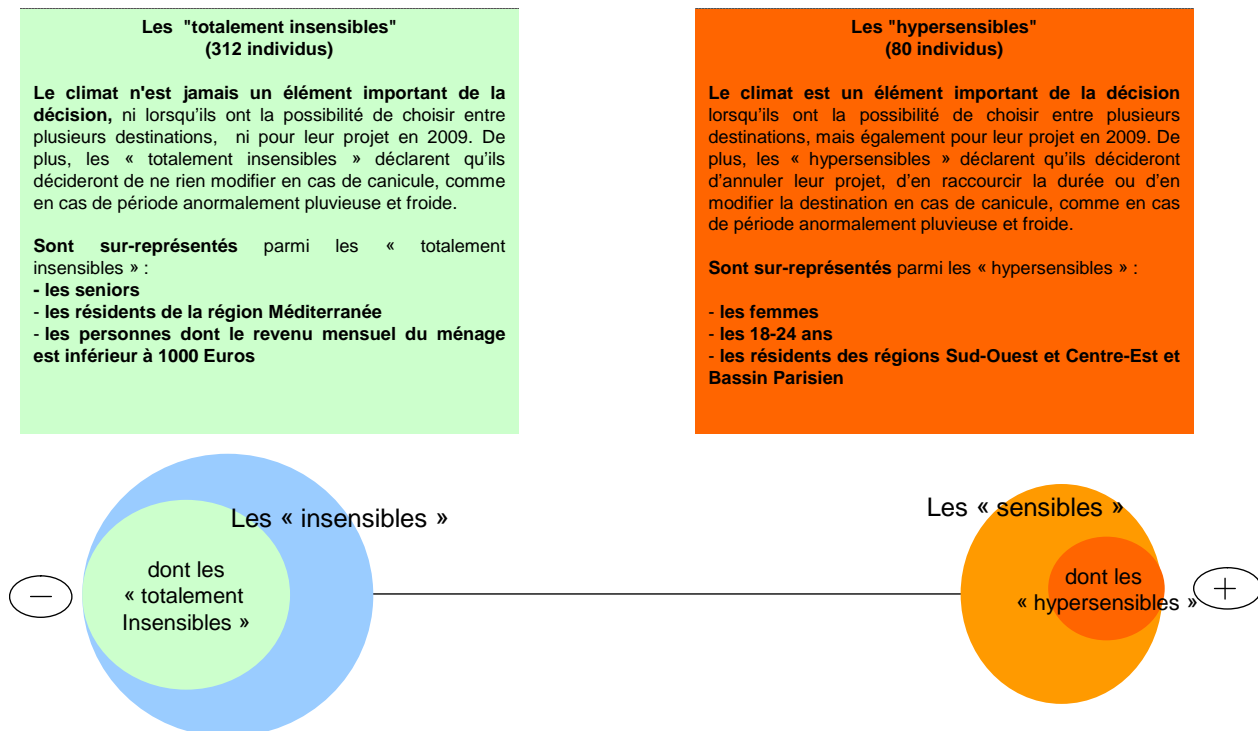 Les "totalement insensibles"
(312 individus)
Le climat n'est jamais un élément important de la
décision, ni lorsqu'ils ont la possibilité de choisir entre
plusieurs destinations, ni pour leur projet en 2009. De
plus, les « totalement insensibles » déclarent qu'ils
décideront de ne rien modifier en cas de canicule, comme
en cas de période anormalement pluvieuse et froide.
Sont sur-représentés parmi les « totalement
insensibles » :
- les seniors
- les résidents de la région Méditerranée
- les personnes dont le revenu mensuel du ménage
est inférieur à 1000 Euros
Les "hypersensibles"
(80 individus)
Le climat est un élément important de la décision
lorsqu'ils ont la possibilité de choisir entre plusieurs
destinations, mais également pour leur projet en 2009. De
plus, les « hypersensibles » déclarent qu'ils décideront
d'annuler leur projet, d'en raccourcir la durée ou d'en
modifier la destination en cas de canicule, comme en cas
de période anormalement pluvieuse et froide.
Sont sur-représentés parmi les « hypersensibles » :
- les femmes
- les 18-24 ans
- les résidents des régions Sud-Ouest et Centre-Est et
Bassin Parisien
Les « insensibles »
dont les
« totalement
Insensibles »
−
Les « sensibles »
dont les
« hypersensibles »
+